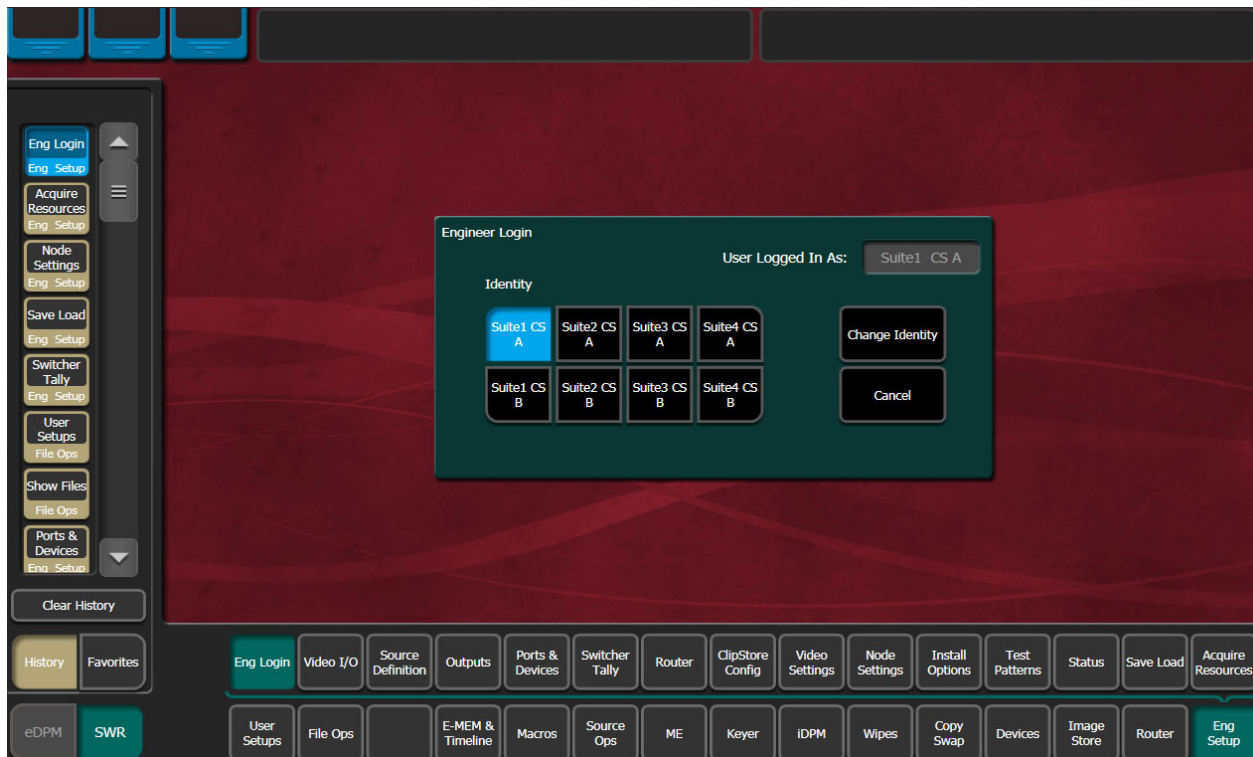 Eng Login
Eng Setup
Acquire
Resources
Eng Setup
Node
Settings
Eng Setup
Save Load
Eng Setup
Switcher
Tally
Eng Setup
User
Setups
File Ops
Show Files
File Ops
Ports &
Devices
Eng Setup
Clear History
History Favorites
eDPM SWR
Engineer Login
User Logged In As: Suite1 CS A
Identity
Suite1 CS Suite2 CS Suite3 CS Suite4 CS
A A A A
Change Identity
Suite1 CS Suite2 CS Suite3 CS Suite4 CS
B B B B
Cancel
Eng Login Video I/O Source Outputs Ports & Switcher Router ClipStore Video Node Install Test Status Save Load Acquire
Definition Devices Tally Config Settings Settings Options Patterns Resources
User File Ops E-MEM & Macros Source ME Keyer iDPM Wipes Copy Devices Image Router Eng
Setups Timeline Ops Swap Store Setup